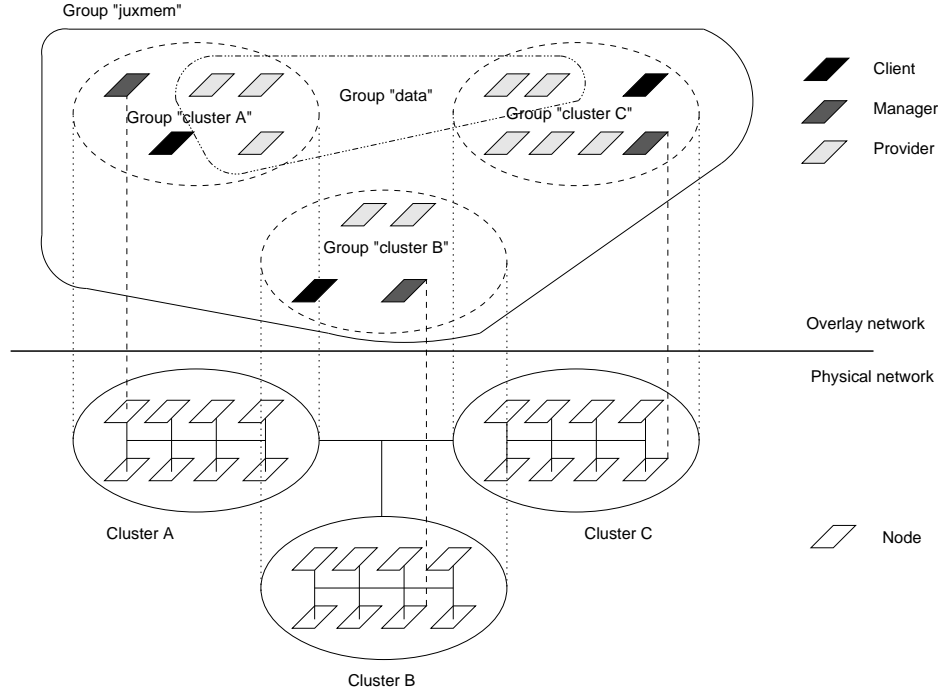 Group "juxmem"
Client
Group "data"
Group "cluster A"
Group "cluster C"
Manager
Provider
Group "cluster B"
Overlay network
Physical network
Cluster A
Cluster C
Node
Cluster B